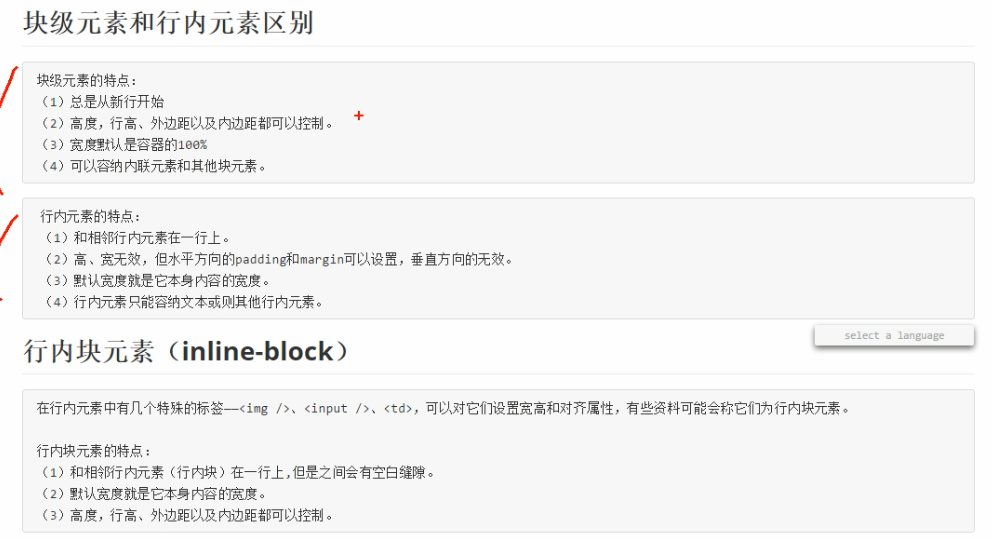 块级元素和行内元素区别
块级元素的特点:
（1）总是从新行开始
（2）高度，行高、外边距以及内边距都可以控制。
（3）宽度默认是容器的100%
（4）可以容纳内联元素和其他块元素。
行内元素的特点:
（1）和相邻行内元素在一行上。
（2）高、宽无效，但水平方向的padding和margin可以设置，垂直方向的无效。
（3）默认宽度就是它本身内容的宽度。
（4）行内元素只能容纳文本或则其他行内元素。
select a language
行内块元素（inline-block）
在行内元素中有几个特殊的标签——<img />、<input />、<td>，可以对它们设置宽高和对齐属性，有些资料可能会称它们为行内块元素。
行内块元素的特点:
（1）和相邻行内元素（行内块）在一行上,但是之间会有空白缝隙。
（2）默认宽度就是它本身内容的宽度。
（3）高度，行高、外边距以及内边距都可以控制。